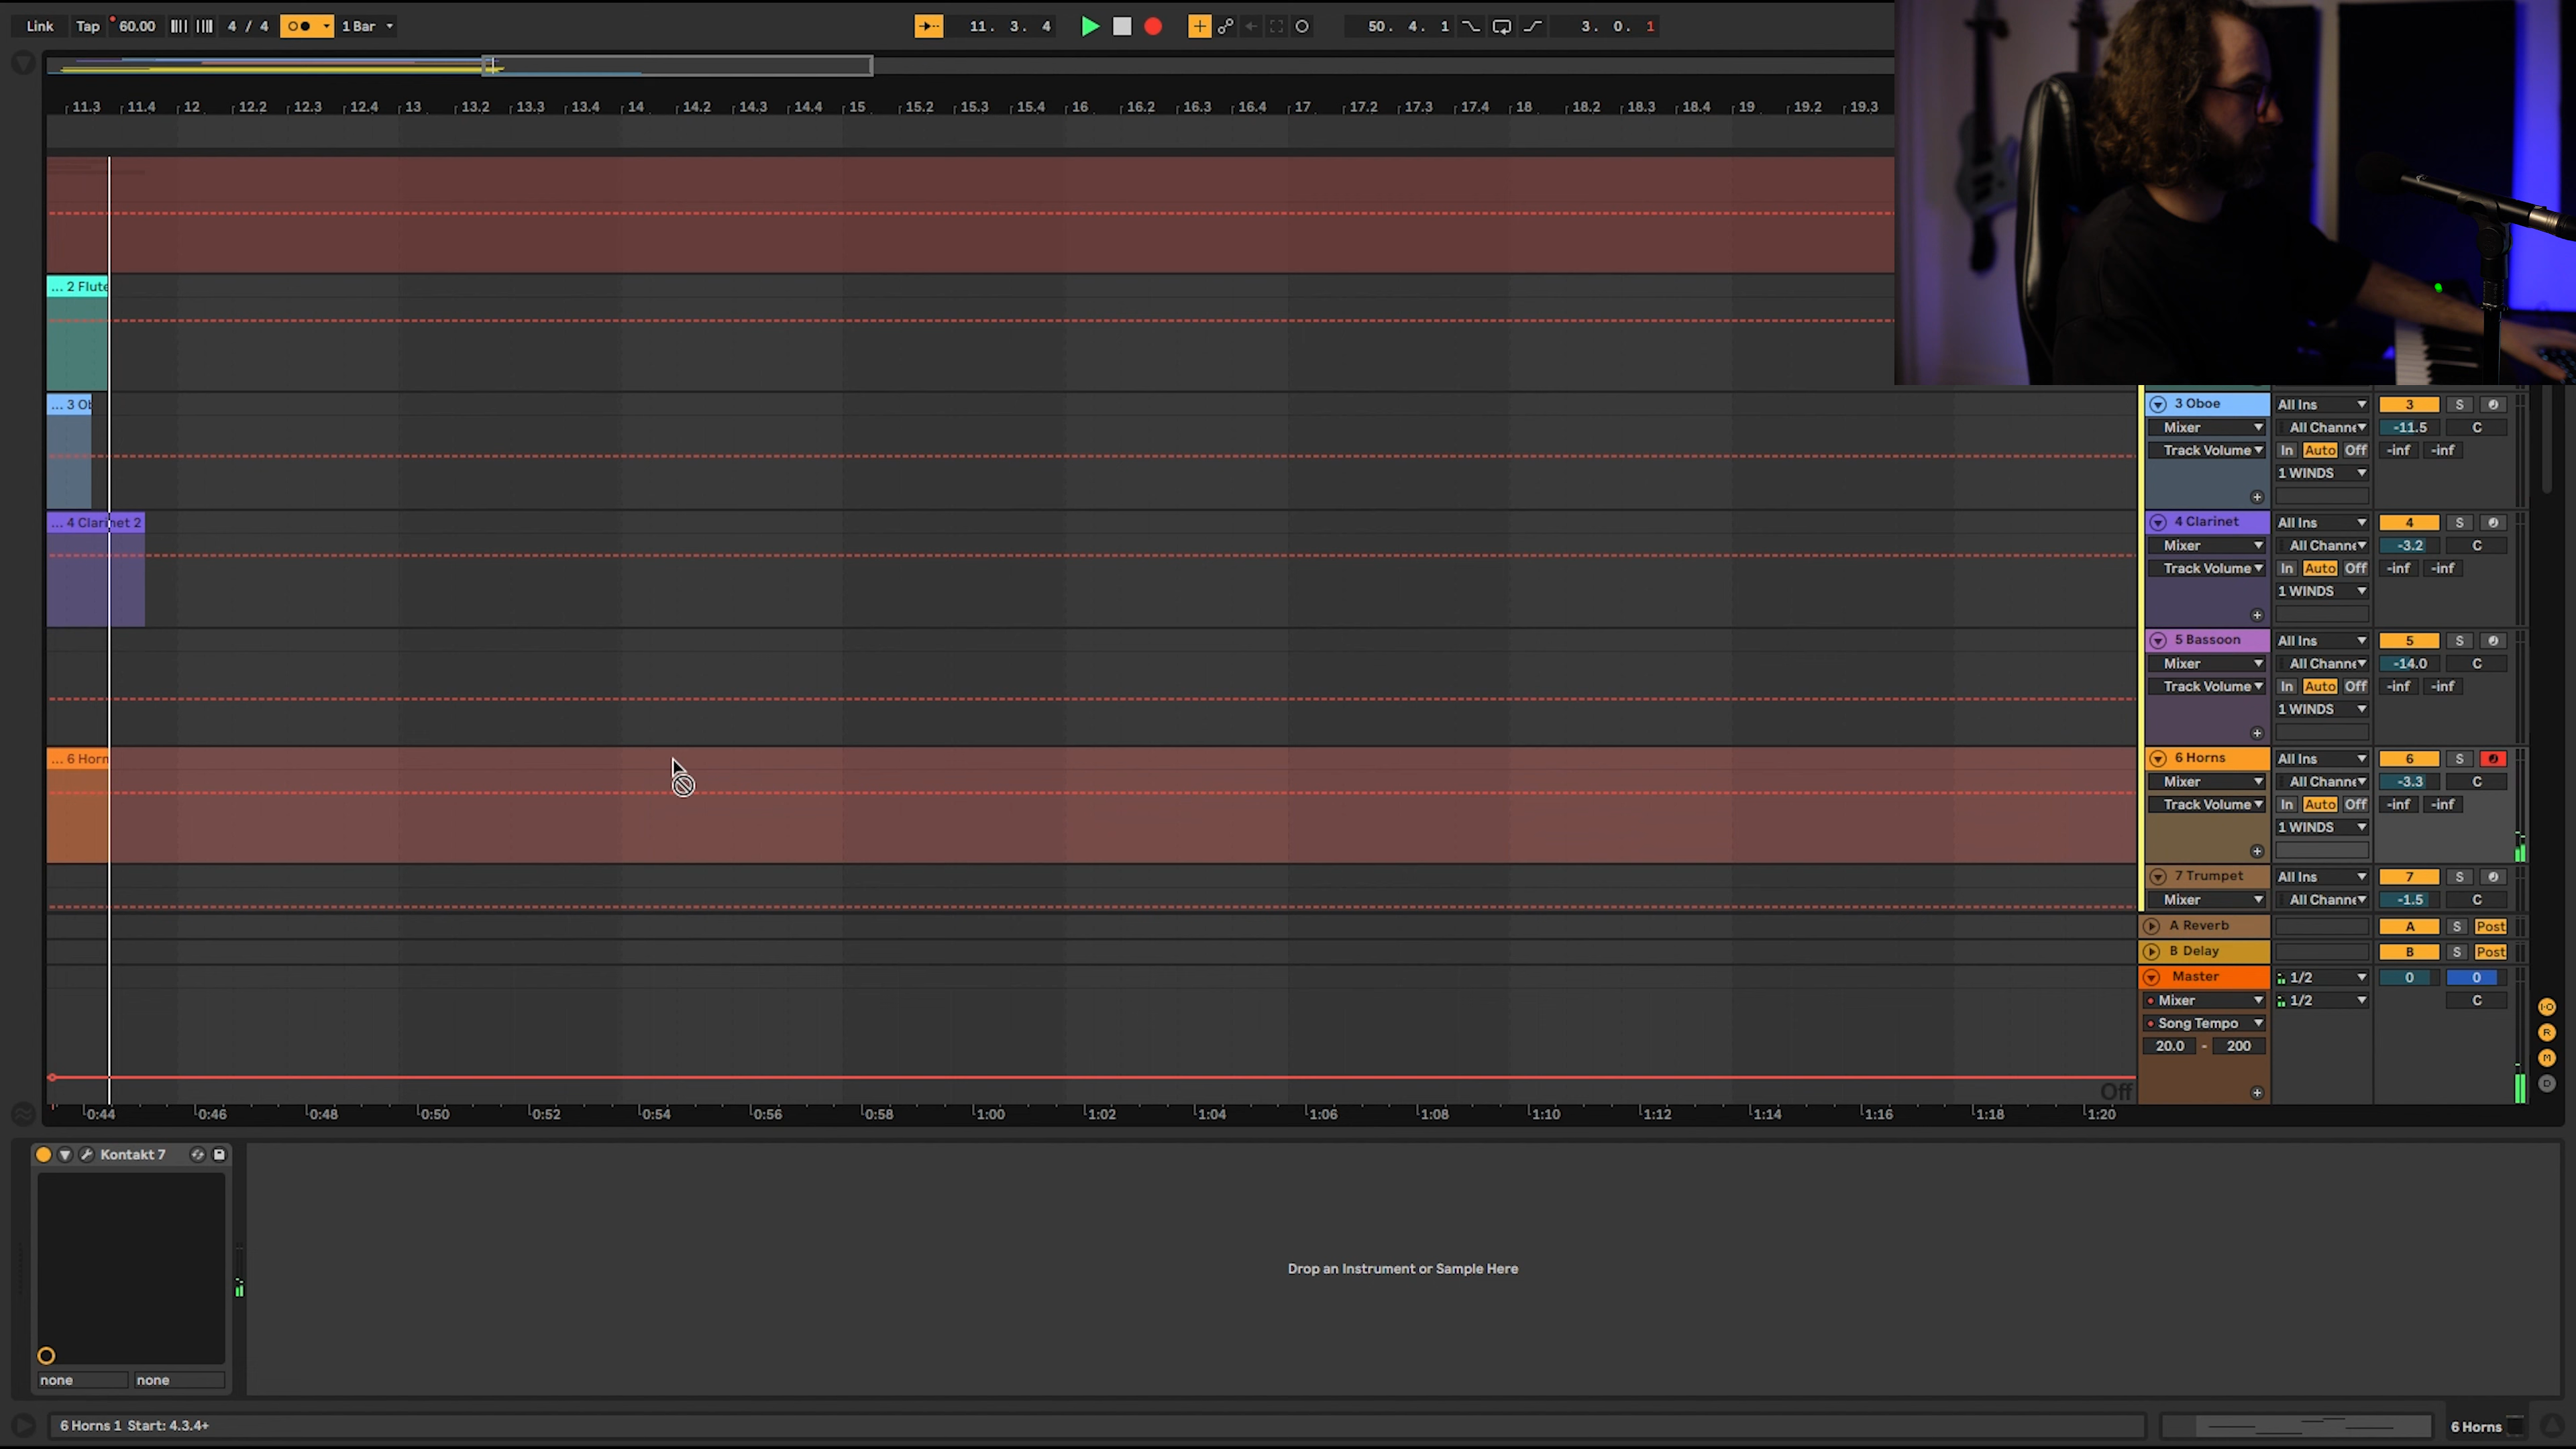 Link Tap 60.00 4 / 4 1 Bar 11. 3. 4 50. 4. 1 3. 0. 1
11.3 11.4 12 12.2 12.3 12.4 13 13.2 13.3 13.4 14 14.2 14.3 14.4 15 15.2 15.3 15.4 16 16.2 16.3 16.4 17 17.2 17.3 17.4 18 18.2 18.3 18.4 19 19.2 19.3
... 2 Flute
... 3 Ob 3 Oboe All Ins 3 S
Mixer All Channe -11.5 C
Track Volume In Auto Off -inf -inf
1 WINDS
... 4 Clarinet 2 4 Clarinet All Ins 4 S
Mixer All Channe -3.2 C
Track Volume In Auto Off -inf -inf
1 WINDS
5 Bassoon All Ins 5 S
Mixer All Channe -14.0 C
Track Volume In Auto Off -inf -inf
1 WINDS
... 6 Horn 6 Horns All Ins 6 S
Mixer All Channe -3.3 C
Track Volume In Auto Off -inf -inf
1 WINDS
7 Trumpet All Ins 7 S
Mixer All Channe -1.5 C
A Reverb A S Post
B Delay B S Post
Master 1/2 0 0
Mixer 1/2 C
I·O
Song Tempo R
20.0 - 200 M
Off D
0:44 0:46 0:48 0:50 0:52 0:54 0:56 0:58 1:00 1:02 1:04 1:06 1:08 1:10 1:12 1:14 1:16 1:18 1:20
Kontakt 7
Drop an Instrument or Sample Here
none none
6 Horns 1 Start: 4.3.4+ 6 Horns